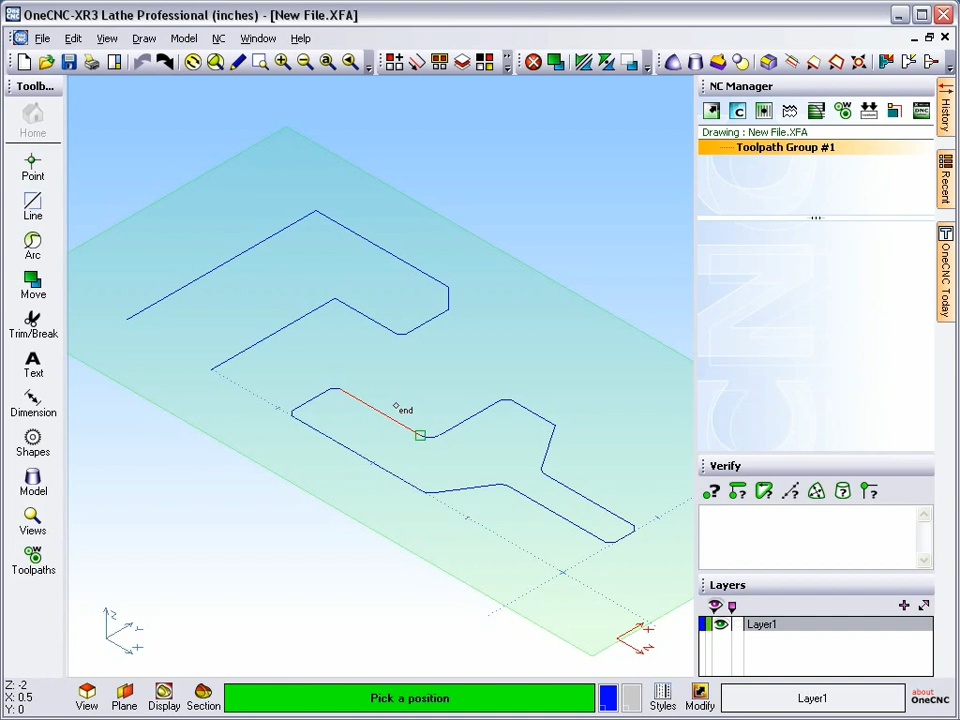 OneCNC-XR3 Lathe Professional (inches) - [New File.XFA]
File Edit View Draw Model NC Window Help
Toolb...
Home
Point
Line
Arc
Move
Trim/Break
Text
Dimension
Shapes
Model
Views
Toolpaths
end
NC Manager
Drawing : New File.XFA
Toolpath Group #1
Verify
Layers
Layer1
History
Recent
OneCNC Today
Z: -2
X: 0.5
Y: 0
View Plane Display Section
Pick a position
Styles Modify
Layer1
about
OneCNC